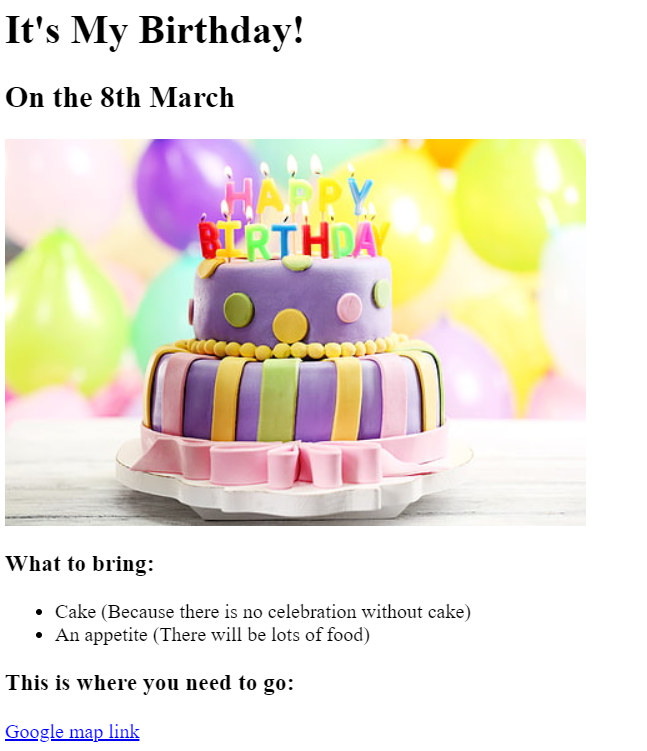 It's My Birthday!
On the 8th March
HAPPY
BIRTHDAY
What to bring:
Cake (Because there is no celebration without cake)
An appetite (There will be lots of food)
This is where you need to go:
Google map link